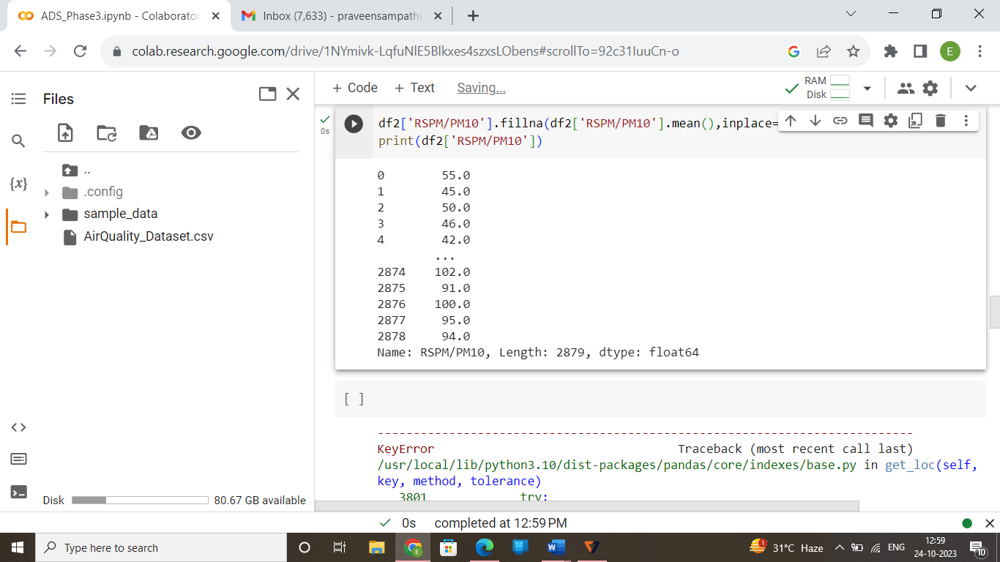 ADS_Phase3.ipynb - Colaborator
Inbox (7,633) - praveensampathk
colab.research.google.com/drive/1NYmivk-LqfuNlE5Blkxes4szxsLObens#scrollTo=92c31IuuCn-o
E
Files
+ Code + Text Saving...
RAM
Disk
{x}
..
.config
sample_data
AirQuality_Dataset.csv
0s
df2['RSPM/PM10'].fillna(df2['RSPM/PM10'].mean(),inplace=
print(df2['RSPM/PM10'])
0 55.0
1 45.0
2 50.0
3 46.0
4 42.0
...
2874 102.0
2875 91.0
2876 100.0
2877 95.0
2878 94.0
Name: RSPM/PM10, Length: 2879, dtype: float64
[ ]
---------------------------------------------------------------------------
KeyError Traceback (most recent call last)
/usr/local/lib/python3.10/dist-packages/pandas/core/indexes/base.py in get_loc(self,
key, method, tolerance)
3801 try:
Disk 80.67 GB available
0s completed at 12:59 PM
Type here to search
E
1
31°C Haze
ENG
12:59
24-10-2023
10